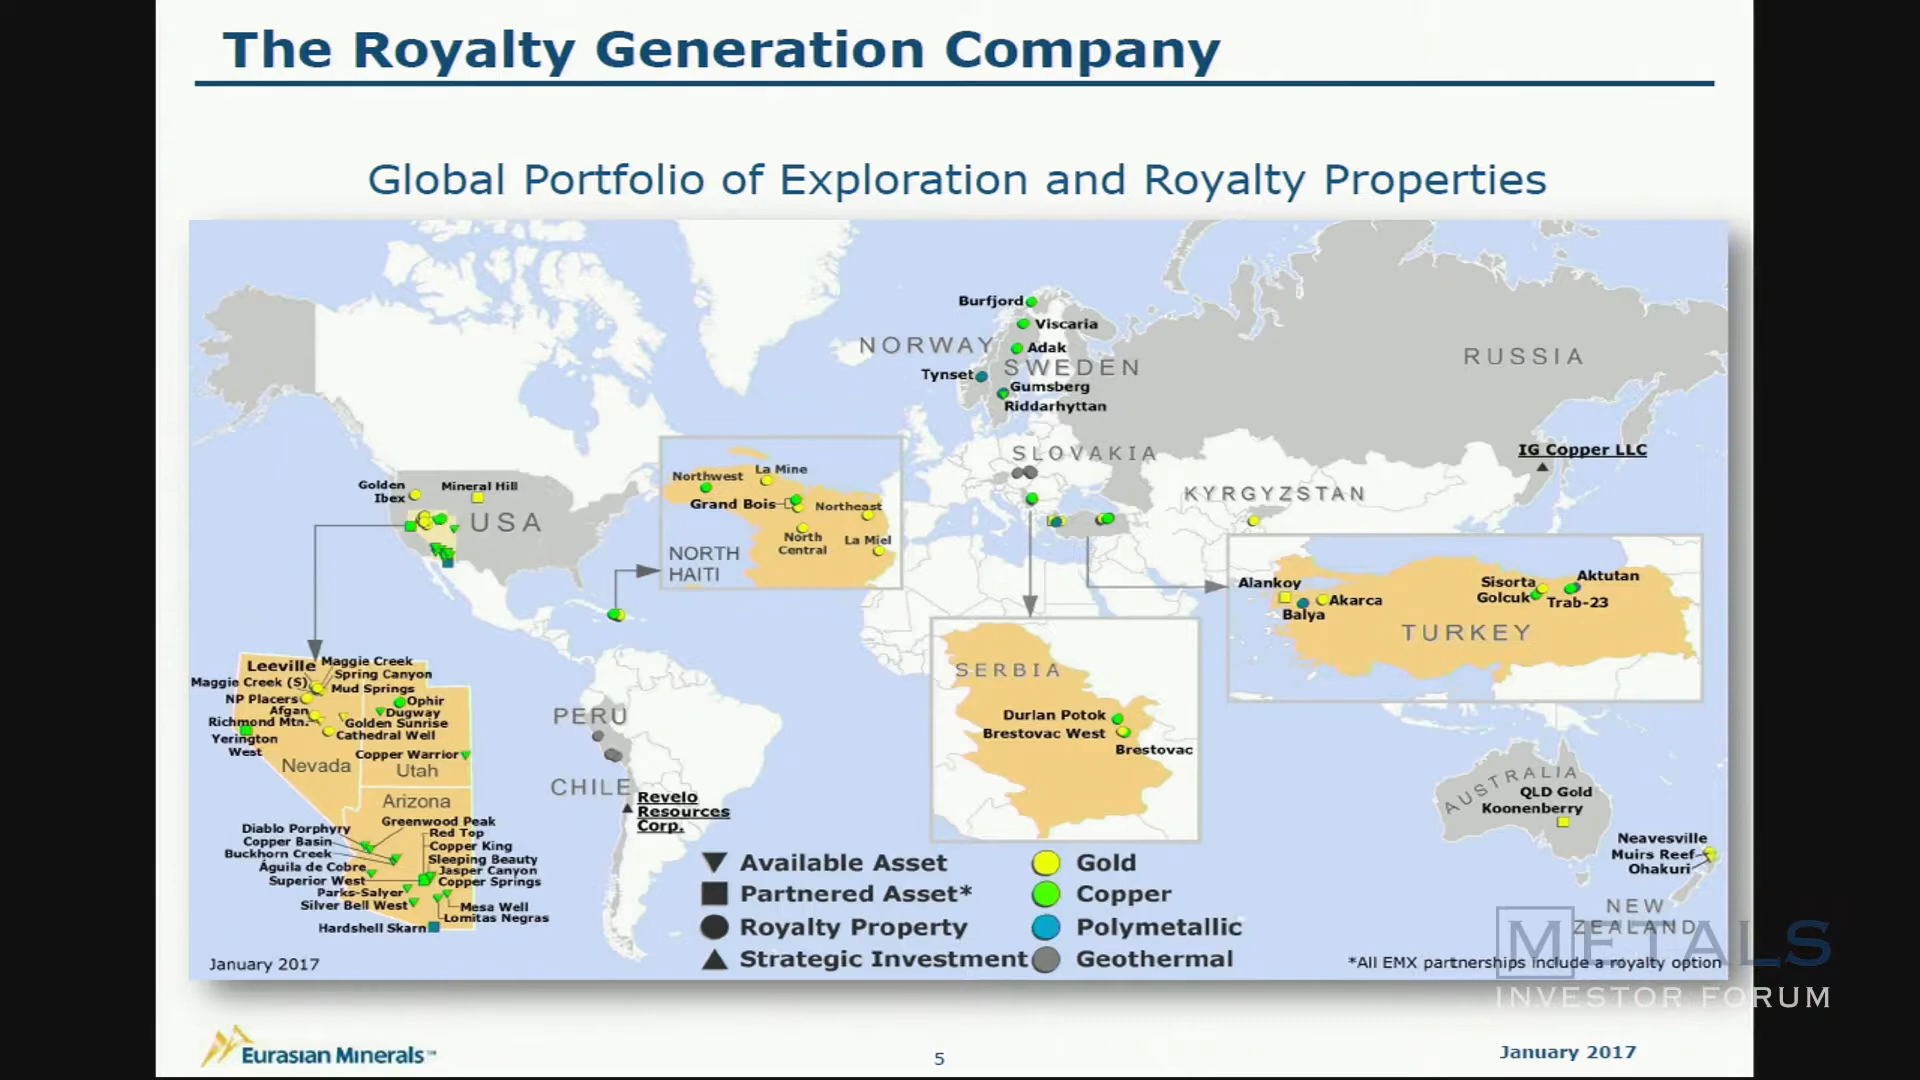 The Royalty Generation Company
Global Portfolio of Exploration and Royalty Properties
Burfjord
Viscaria
NORWAY
Adak
SWEDEN
Tynset
Gumsberg
Riddarhyttan
RUSSIA
SLOVAKIA
IG Copper LLC
KYRGYZSTAN
Golden
Ibex
Mineral Hill
USA
Northwest
La Mine
Grand Bois
Northeast
North
Central
La Miel
NORTH
HAITI
Alankoy
Balya
Akarca
Sisorta
Golcuk
Aktutan
Trab-23
TURKEY
Leeville
Maggie Creek
Spring Canyon
Maggie Creek (S)
Mud Springs
NP Placers
Afgan
Ophir
Dugway
Richmond Mtn.
Golden Sunrise
Cathedral Well
Yerington
West
Copper Warrior
Nevada
Utah
Arizona
Greenwood Peak
Diablo Porphyry
Red Top
Copper Basin
Copper King
Buckhorn Creek
Sleeping Beauty
Águila de Cobre
Jasper Canyon
Superior West
Copper Springs
Parks-Salyer
Silver Bell West
Mesa Well
Lomitas Negras
Hardshell Skarn
PERU
CHILE
Revelo
Resources
Corp.
SERBIA
Durlan Potok
Brestovac West
Brestovac
AUSTRALIA
QLD Gold
Koonenberry
Neavesville
Muirs Reef
Ohakuri
NEW
ZEALAND
Available Asset
Partnered Asset*
Royalty Property
Strategic Investment
Gold
Copper
Polymetallic
Geothermal
January 2017
*All EMX partnerships include a royalty option
METALS
INVESTOR FORUM
Eurasian Minerals™
5
January 2017